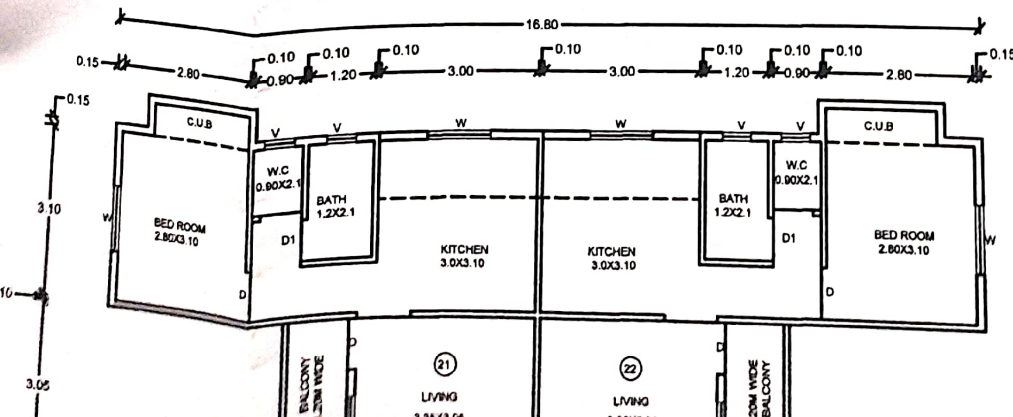 16.80
0.15
2.80
0.10
0.90
0.10
1.20
0.10
3.00
0.10
3.00
0.10
1.20
0.10
0.90
0.10
2.80
0.15
0.15
C.U.B
V
V
W
W
V
V
C.U.B
W.C
0.90X2.1
BATH
1.2X2.1
W.C
0.90X2.1
BATH
1.2X2.1
3.10
W
BED ROOM
2.80X3.10
D1
KITCHEN
3.0X3.10
KITCHEN
3.0X3.10
D1
BED ROOM
2.80X3.10
W
D
D
10
D
D
3.05
BALCONY
21
LIVING
22
LIVING
BALCONY